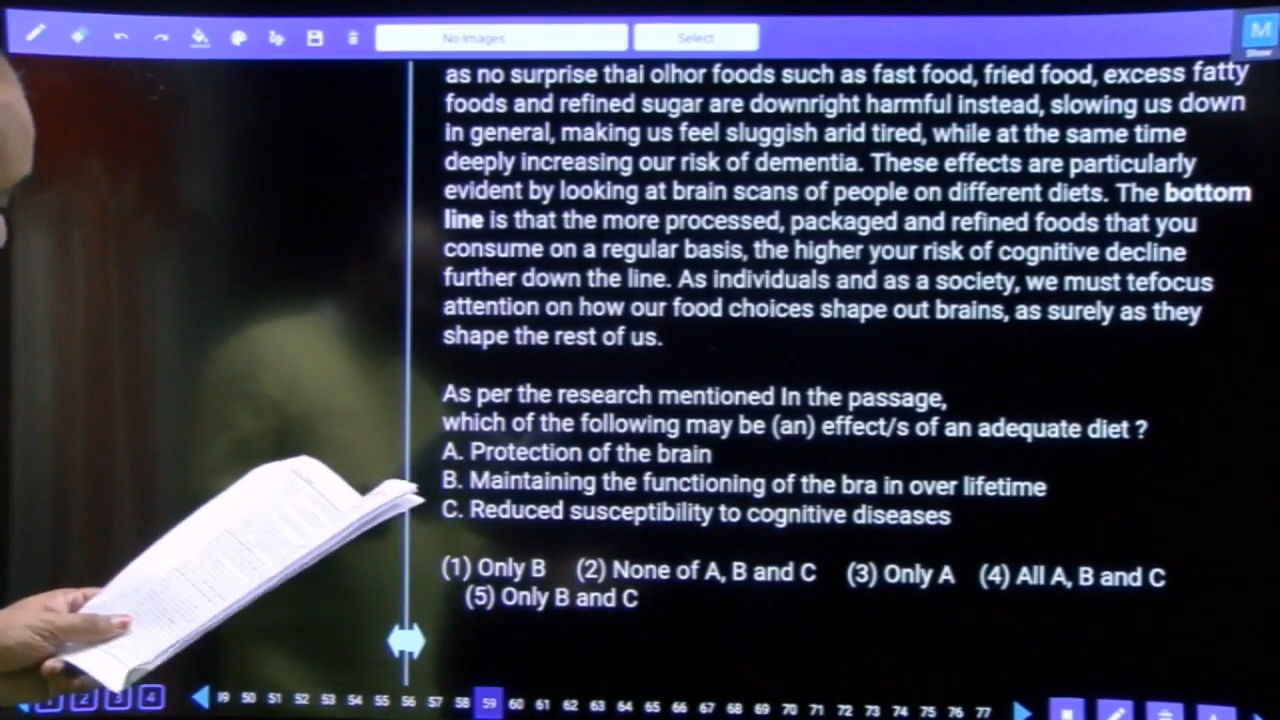 No Images
Select
M
Show
as no surprise thai olhor foods such as fast food, fried food, excess fatty
foods and refined sugar are downright harmful instead, slowing us down
in general, making us feel sluggish arid tired, while at the same time
deeply increasing our risk of dementia. These effects are particularly
evident by looking at brain scans of people on different diets. The bottom
line is that the more processed, packaged and refined foods that you
consume on a regular basis, the higher your risk of cognitive decline
further down the line. As individuals and as a society, we must tefocus
attention on how our food choices shape out brains, as surely as they
shape the rest of us.
As per the research mentioned In the passage,
which of the following may be (an) effect/s of an adequate diet ?
A. Protection of the brain
B. Maintaining the functioning of the bra in over lifetime
C. Reduced susceptibility to cognitive diseases
(1) Only B (2) None of A, B and C (3) Only A (4) All A, B and C
(5) Only B and C
2 3 4 50 51 52 53 54 55 56 57 58 59 60 61 62 63 64 65 66 67 68 69 70 71 72 73 74 75 76 77